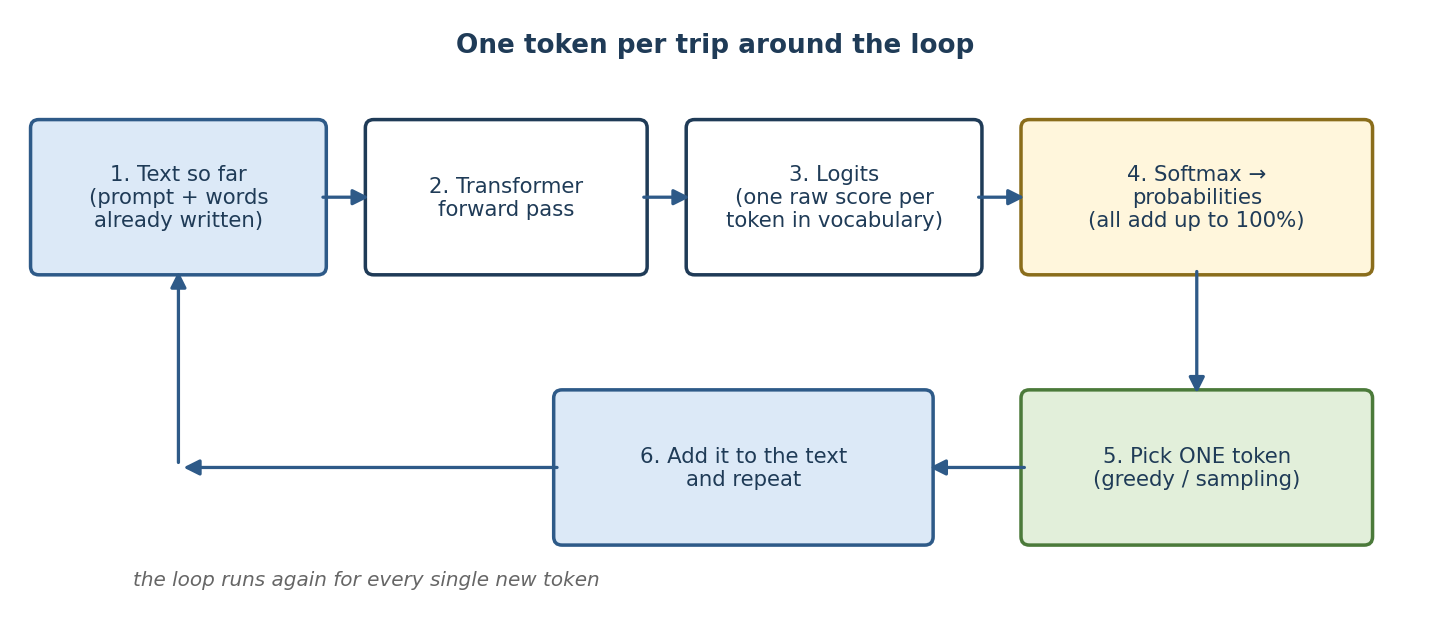 One token per trip around the loop
1. Text so far
(prompt + words
already written)
2. Transformer
forward pass
3. Logits
(one raw score per
token in vocabulary)
4. Softmax →
probabilities
(all add up to 100%)
5. Pick ONE token
(greedy / sampling)
6. Add it to the text
and repeat
the loop runs again for every single new token